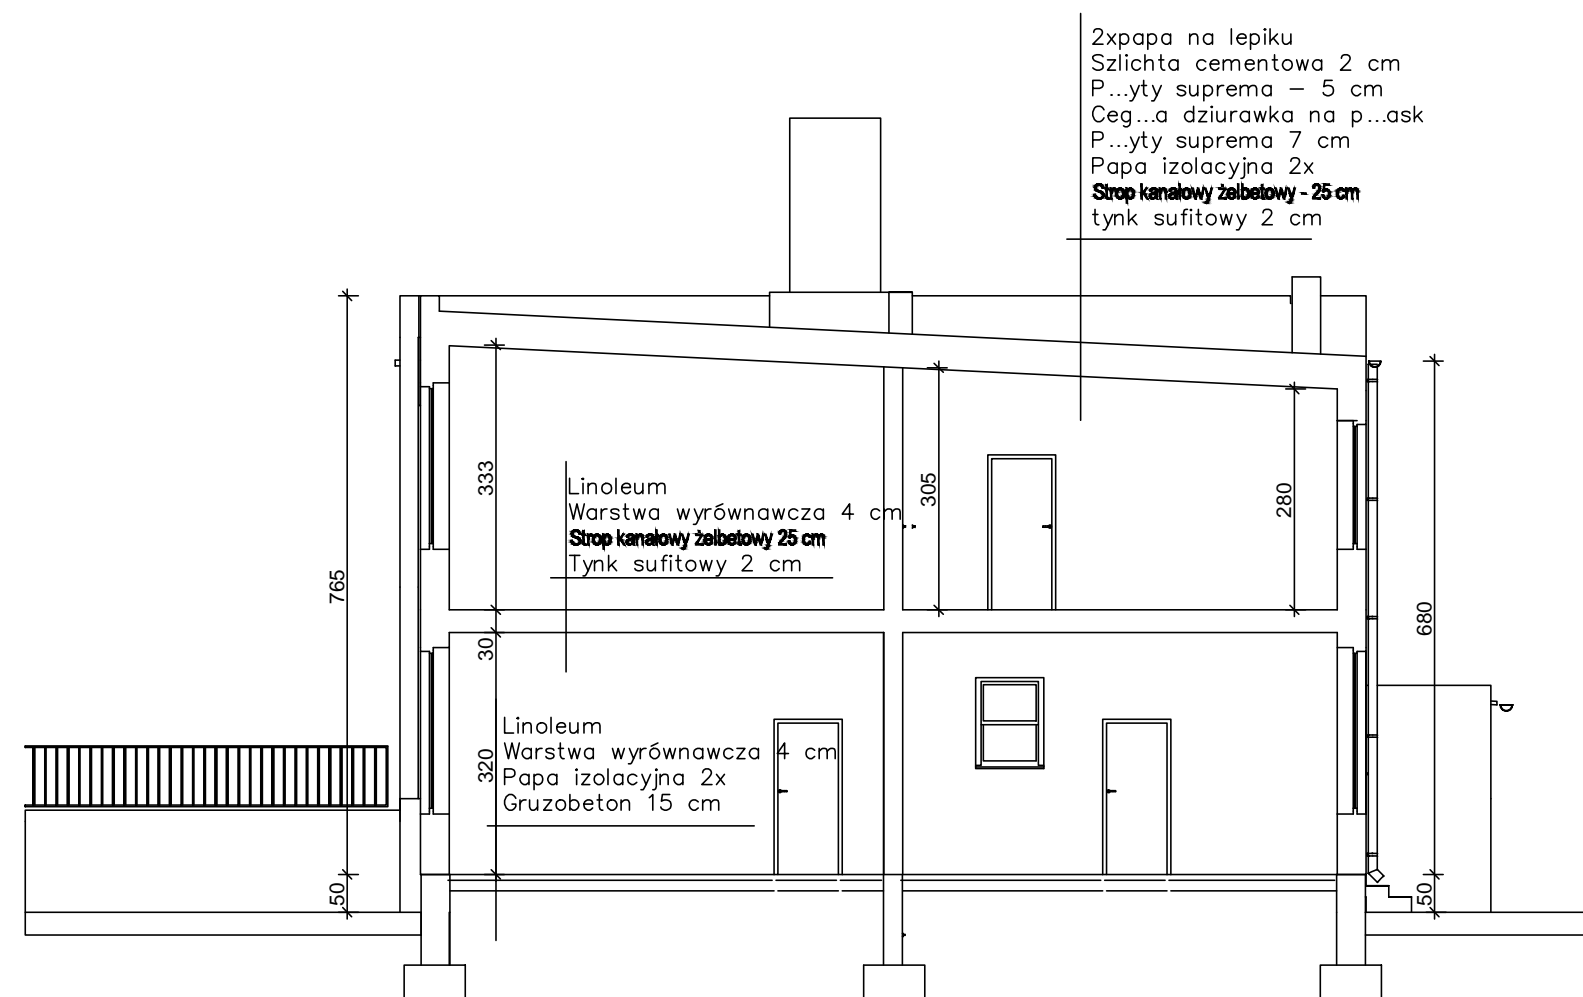 2xpapa na lepiku
Szlichta cementowa 2 cm
P...yty suprema – 5 cm
Ceg...a dziurawka na p...ask
P...yty suprema 7 cm
Papa izolacyjna 2x
Strop kanałowy żelbetowy - 25 cm
tynk sufitowy 2 cm
333
305
280
Linoleum
Warstwa wyrównawcza 4 cm
Strop kanałowy żelbetowy 25 cm
Tynk sufitowy 2 cm
765
680
30
Linoleum
Warstwa wyrównawcza 4 cm
Papa izolacyjna 2x
Gruzobeton 15 cm
320
50
50